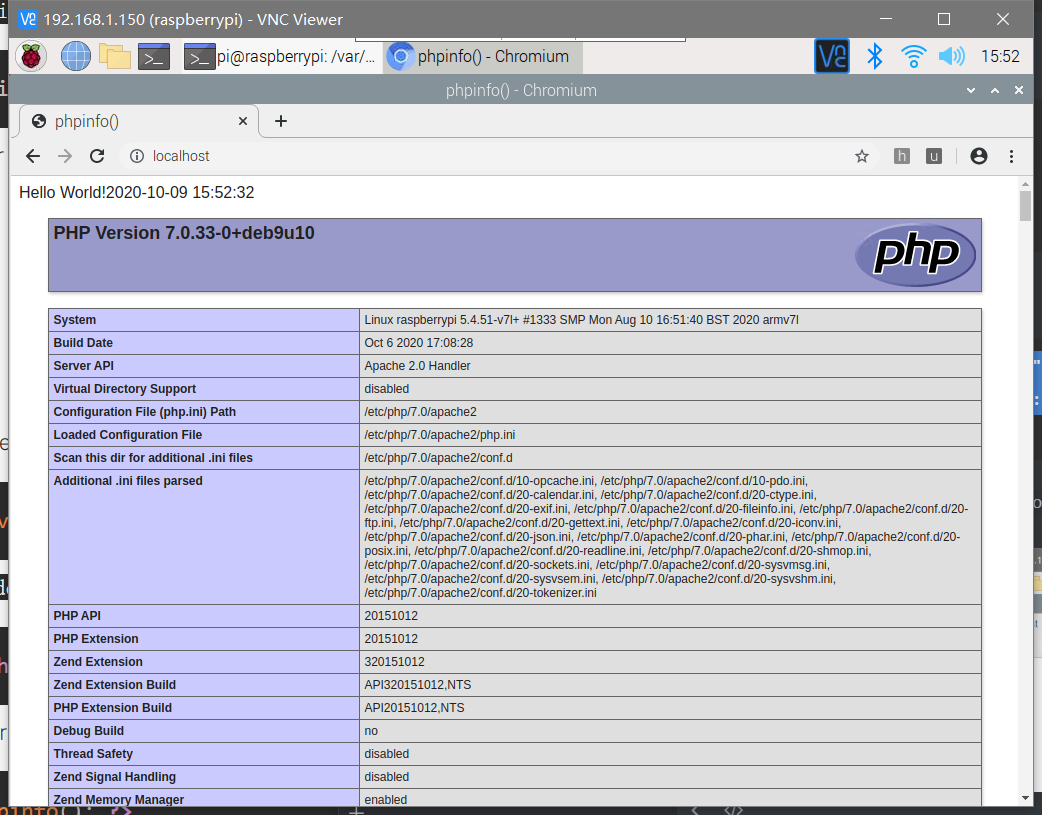 192.168.1.150 (raspberrypi) - VNC Viewer
pi@raspberrypi: /var/...
phpinfo() - Chromium
15:52
phpinfo() - Chromium
phpinfo()
localhost
h
u
Hello World!2020-10-09 15:52:32
PHP Version 7.0.33-0+deb9u10
php
System Linux raspberrypi 5.4.51-v7l+ #1333 SMP Mon Aug 10 16:51:40 BST 2020 armv7l
Build Date Oct 6 2020 17:08:28
Server API Apache 2.0 Handler
Virtual Directory Support disabled
Configuration File (php.ini) Path /etc/php/7.0/apache2
Loaded Configuration File /etc/php/7.0/apache2/php.ini
Scan this dir for additional .ini files /etc/php/7.0/apache2/conf.d
Additional .ini files parsed /etc/php/7.0/apache2/conf.d/10-opcache.ini, /etc/php/7.0/apache2/conf.d/10-pdo.ini,
/etc/php/7.0/apache2/conf.d/20-calendar.ini, /etc/php/7.0/apache2/conf.d/20-ctype.ini,
/etc/php/7.0/apache2/conf.d/20-exif.ini, /etc/php/7.0/apache2/conf.d/20-fileinfo.ini, /etc/php/7.0/apache2/conf.d/20-
ftp.ini, /etc/php/7.0/apache2/conf.d/20-gettext.ini, /etc/php/7.0/apache2/conf.d/20-iconv.ini,
/etc/php/7.0/apache2/conf.d/20-json.ini, /etc/php/7.0/apache2/conf.d/20-phar.ini, /etc/php/7.0/apache2/conf.d/20-
posix.ini, /etc/php/7.0/apache2/conf.d/20-readline.ini, /etc/php/7.0/apache2/conf.d/20-shmop.ini,
/etc/php/7.0/apache2/conf.d/20-sockets.ini, /etc/php/7.0/apache2/conf.d/20-sysvmsg.ini,
/etc/php/7.0/apache2/conf.d/20-sysvsem.ini, /etc/php/7.0/apache2/conf.d/20-sysvshm.ini,
/etc/php/7.0/apache2/conf.d/20-tokenizer.ini
PHP API 20151012
PHP Extension 20151012
Zend Extension 320151012
Zend Extension Build API320151012,NTS
PHP Extension Build API20151012,NTS
Debug Build no
Thread Safety disabled
Zend Signal Handling disabled
Zend Memory Manager enabled